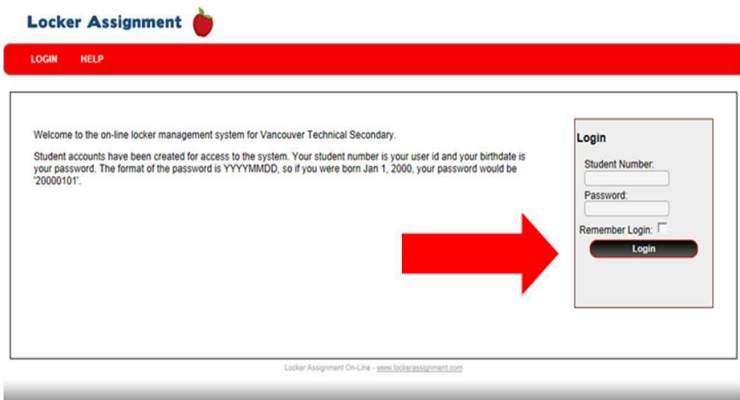 Locker Assignment
LOGIN HELP
Welcome to the on-line locker management system for Vancouver Technical Secondary.
Student accounts have been created for access to the system. Your student number is your user id and your birthdate is
your password. The format of the password is YYYYMMDD, so if you were born Jan 1, 2000, your password would be
'20000101'.
Login
Student Number:
Password:
Remember Login:
Login
Locker Assignment On-Line - www.lockerassignment.com